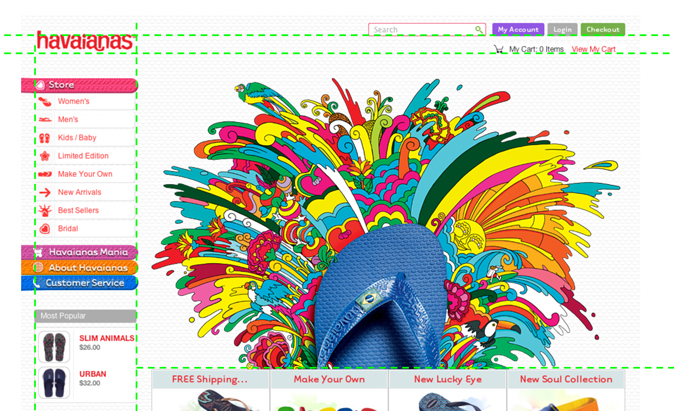 havaianas
Search
My Account
Login
Checkout
My Cart: 0 Items
View My Cart
Store
Women's
Men's
Kids / Baby
Limited Edition
Make Your Own
New Arrivals
Best Sellers
Bridal
Havaianas Mania
About Havaianas
Customer Service
Most Popular
SLIM ANIMALS
$26.00
URBAN
$32.00
havaianas
FREE Shipping...
Make Your Own
New Lucky Eye
New Soul Collection